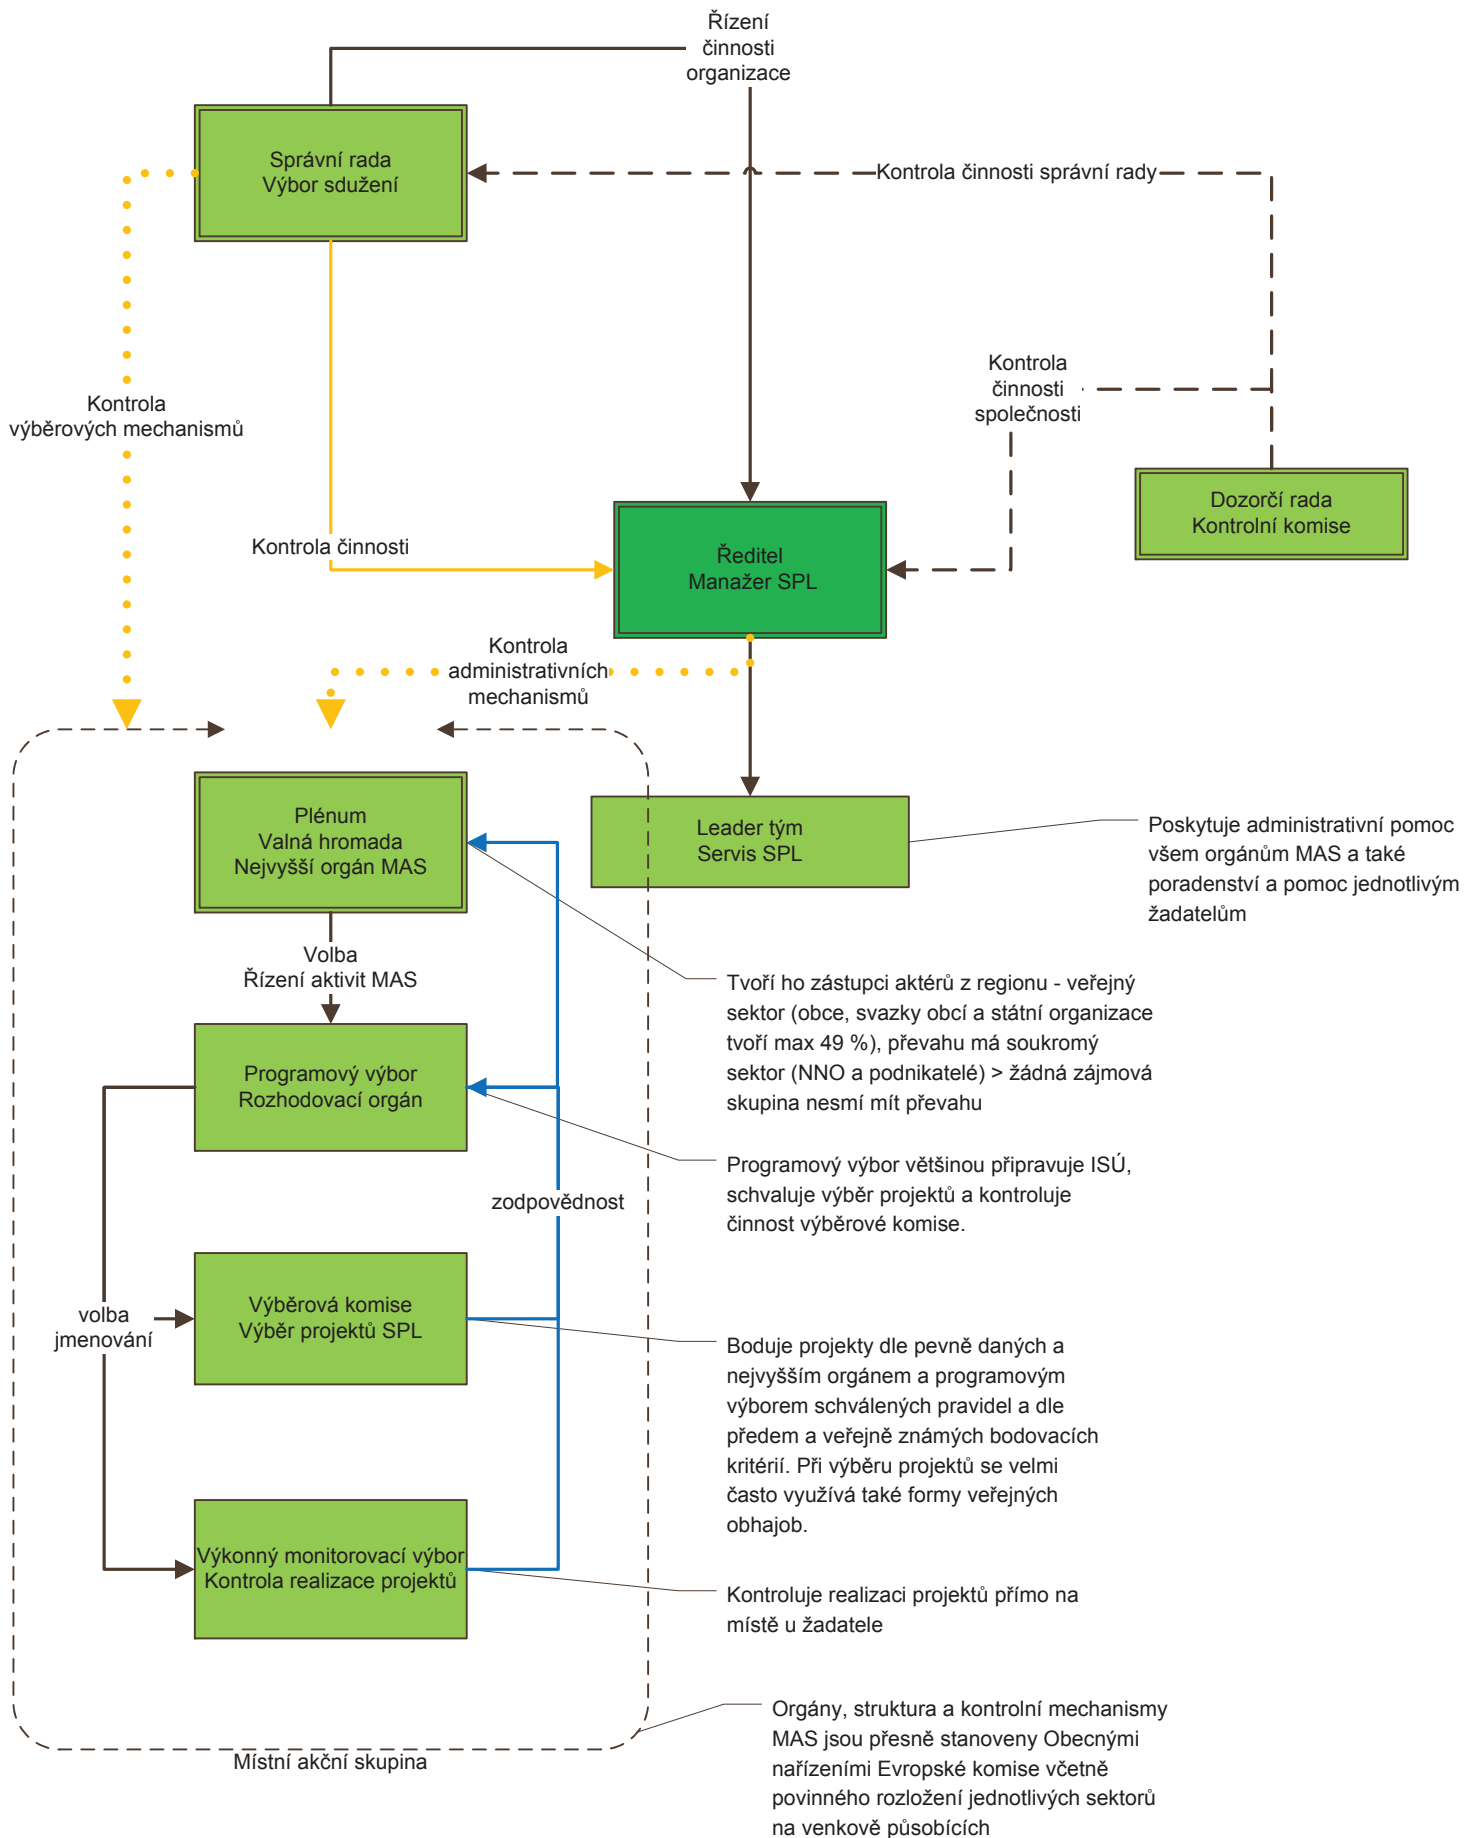 Řízení
činnosti
organizace
Správní rada
Výbor sdužení
Kontrola činnosti správní rady
Kontrola
činnosti
společnosti
Kontrola
výběrových mechanismů
Dozorčí rada
Kontrolní komise
Kontrola činnosti
Ředitel
Manažer SPL
Kontrola
administrativních
mechanismů
Plénum
Valná hromada
Nejvyšší orgán MAS
Leader tým
Servis SPL
Poskytuje administrativní pomoc
všem orgánům MAS a také
poradenství a pomoc jednotlivým
žadatelům
Volba
Řízení aktivit MAS
Tvoří ho zástupci aktérů z regionu - veřejný
sektor (obce, svazky obcí a státní organizace
tvoří max 49 %), převahu má soukromý
sektor (NNO a podnikatelé) > žádná zájmová
skupina nesmí mít převahu
Programový výbor
Rozhodovací orgán
Programový výbor většinou připravuje ISÚ,
schvaluje výběr projektů a kontroluje
činnost výběrové komise.
zodpovědnost
Výběrová komise
Výběr projektů SPL
volba
jmenování
Boduje projekty dle pevně daných a
nejvyšším orgánem a programovým
výborem schválených pravidel a dle
předem a veřejně známých bodovacích
kritérií. Při výběru projektů se velmi
často využívá také formy veřejných
obhajob.
Výkonný monitorovací výbor
Kontrola realizace projektů
Kontroluje realizaci projektů přímo na
místě u žadatele
Orgány, struktura a kontrolní mechanismy
MAS jsou přesně stanoveny Obecnými
nařízeními Evropské komise včetně
povinného rozložení jednotlivých sektorů
na venkově působících
Místní akční skupina